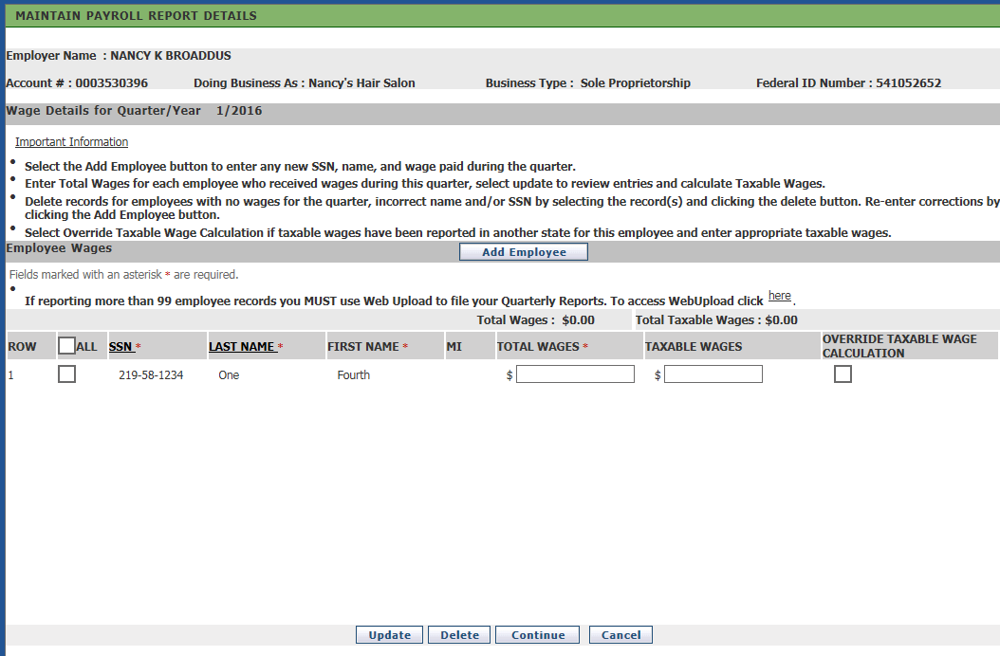 MAINTAIN PAYROLL REPORT DETAILS
Employer Name : NANCY K BROADDUS
Account # : 0003530396 Doing Business As : Nancy's Hair Salon Business Type : Sole Proprietorship Federal ID Number : 541052652
Wage Details for Quarter/Year 1/2016
Important Information
• Select the Add Employee button to enter any new SSN, name, and wage paid during the quarter.
• Enter Total Wages for each employee who received wages during this quarter, select update to review entries and calculate Taxable Wages.
• Delete records for employees with no wages for the quarter, incorrect name and/or SSN by selecting the record(s) and clicking the delete button. Re-enter corrections by
clicking the Add Employee button.
• Select Override Taxable Wage Calculation if taxable wages have been reported in another state for this employee and enter appropriate taxable wages.
Employee Wages Add Employee
Fields marked with an asterisk * are required.
• If reporting more than 99 employee records you MUST use Web Upload to file your Quarterly Reports. To access WebUpload click here.
Total Wages : $0.00 Total Taxable Wages : $0.00
ROW ALL SSN * LAST NAME * FIRST NAME * MI TOTAL WAGES * TAXABLE WAGES OVERRIDE TAXABLE WAGE
CALCULATION
1 219-58-1234 One Fourth $ $
Update Delete Continue Cancel